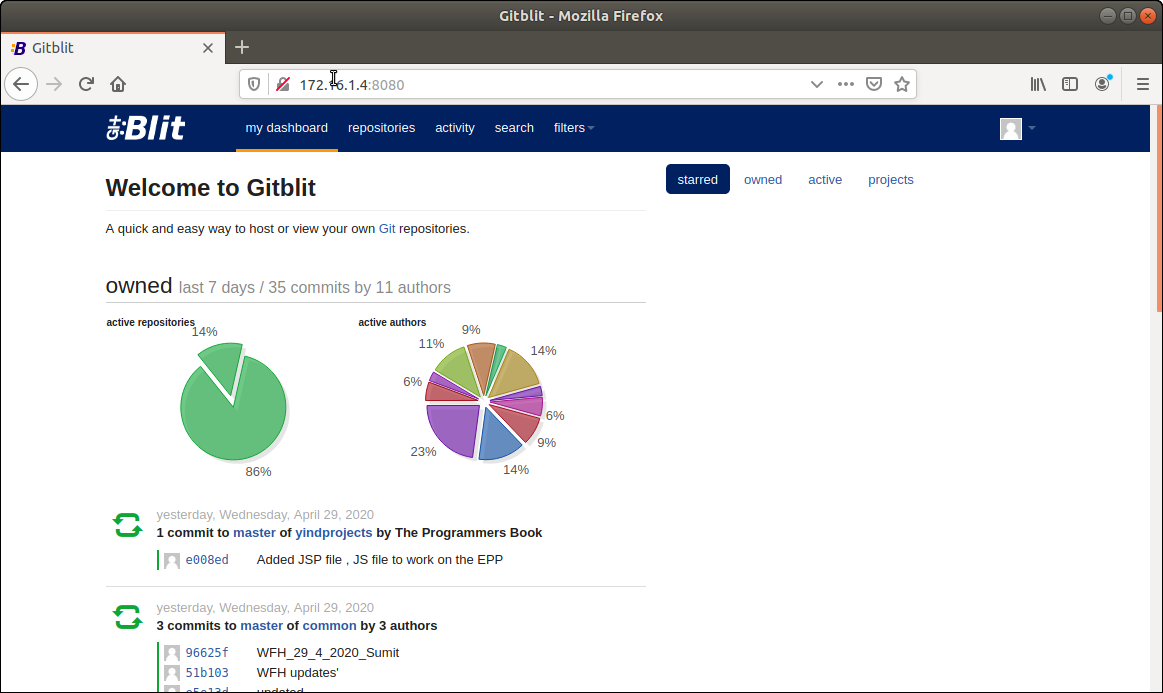 Gitblit - Mozilla Firefox
Gitblit
172.16.1.4:8080
Git:Blit my dashboard repositories activity search filters
Welcome to Gitblit
starred owned active projects
A quick and easy way to host or view your own Git repositories.
owned last 7 days / 35 commits by 11 authors
active repositories
14%
86%
active authors
9%
11%
14%
6%
6%
9%
23%
14%
yesterday, Wednesday, April 29, 2020
1 commit to master of yindprojects by The Programmers Book
e008ed Added JSP file , JS file to work on the EPP
yesterday, Wednesday, April 29, 2020
3 commits to master of common by 3 authors
96625f WFH_29_4_2020_Sumit
51b103 WFH updates'
updated